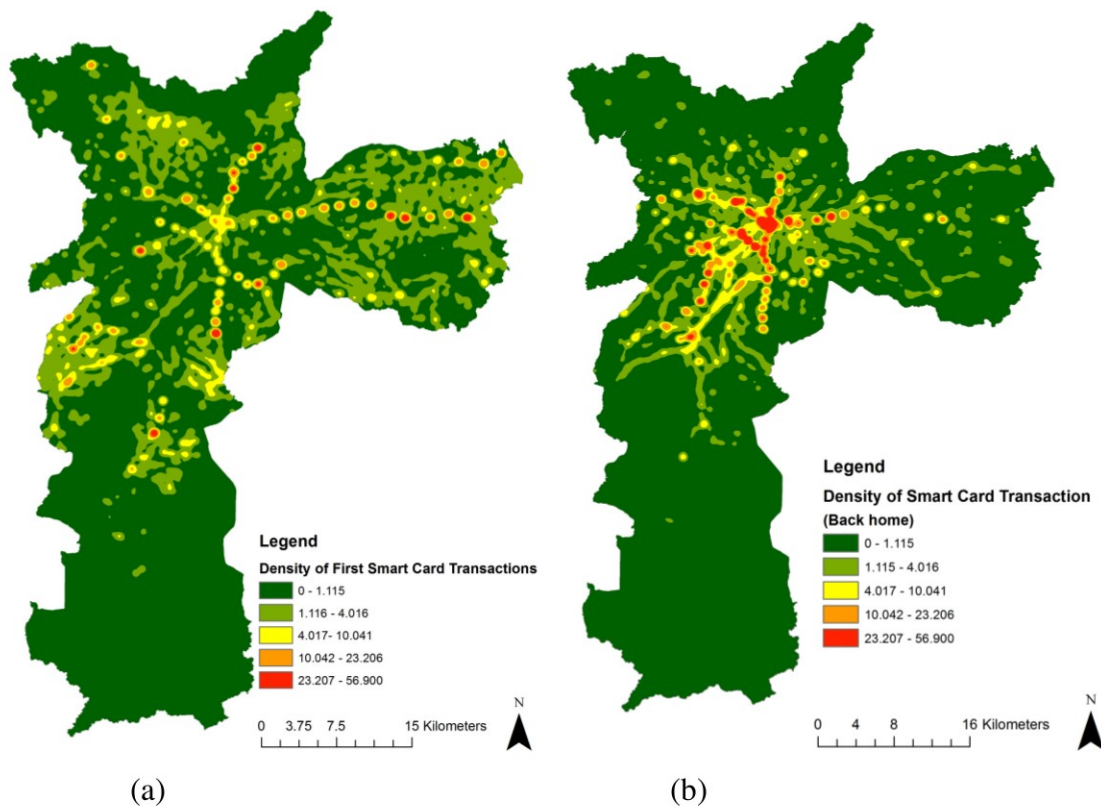 Legend
Density of First Smart Card Transactions
0 - 1.115
1.116 - 4.016
4.017- 10.041
10.042 - 23.206
23.207 - 56.900
0 3.75 7.5 15 Kilometers
N
(a)
Legend
Density of Smart Card Transaction
(Back home)
0 - 1.115
1.115 - 4.016
4.017 - 10.041
10.042 - 23.206
23.207 - 56.900
0 4 8 16 Kilometers
N
(b)